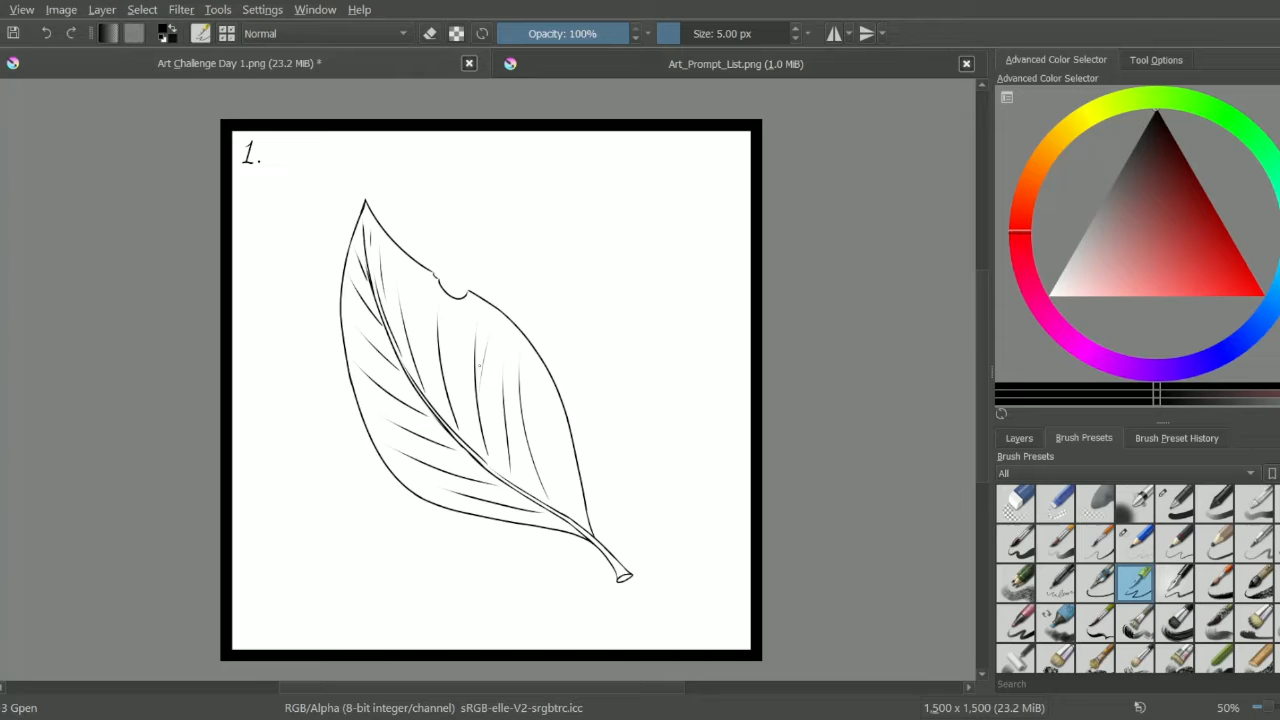 View Image Layer Select Filter Tools Settings Window Help
Normal Opacity: 100% Size: 5.00 px
Art Challenge Day 1.png (23.2 MiB) * Art_Prompt_List.png (1.0 MiB)
Advanced Color Selector Tool Options
Advanced Color Selector
1.
Layers Brush Presets Brush Preset History
Brush Presets
All
Search
3 Gpen RGB/Alpha (8-bit integer/channel) sRGB-elle-V2-srgbtrc.icc 1,500 x 1,500 (23.2 MiB) 50%